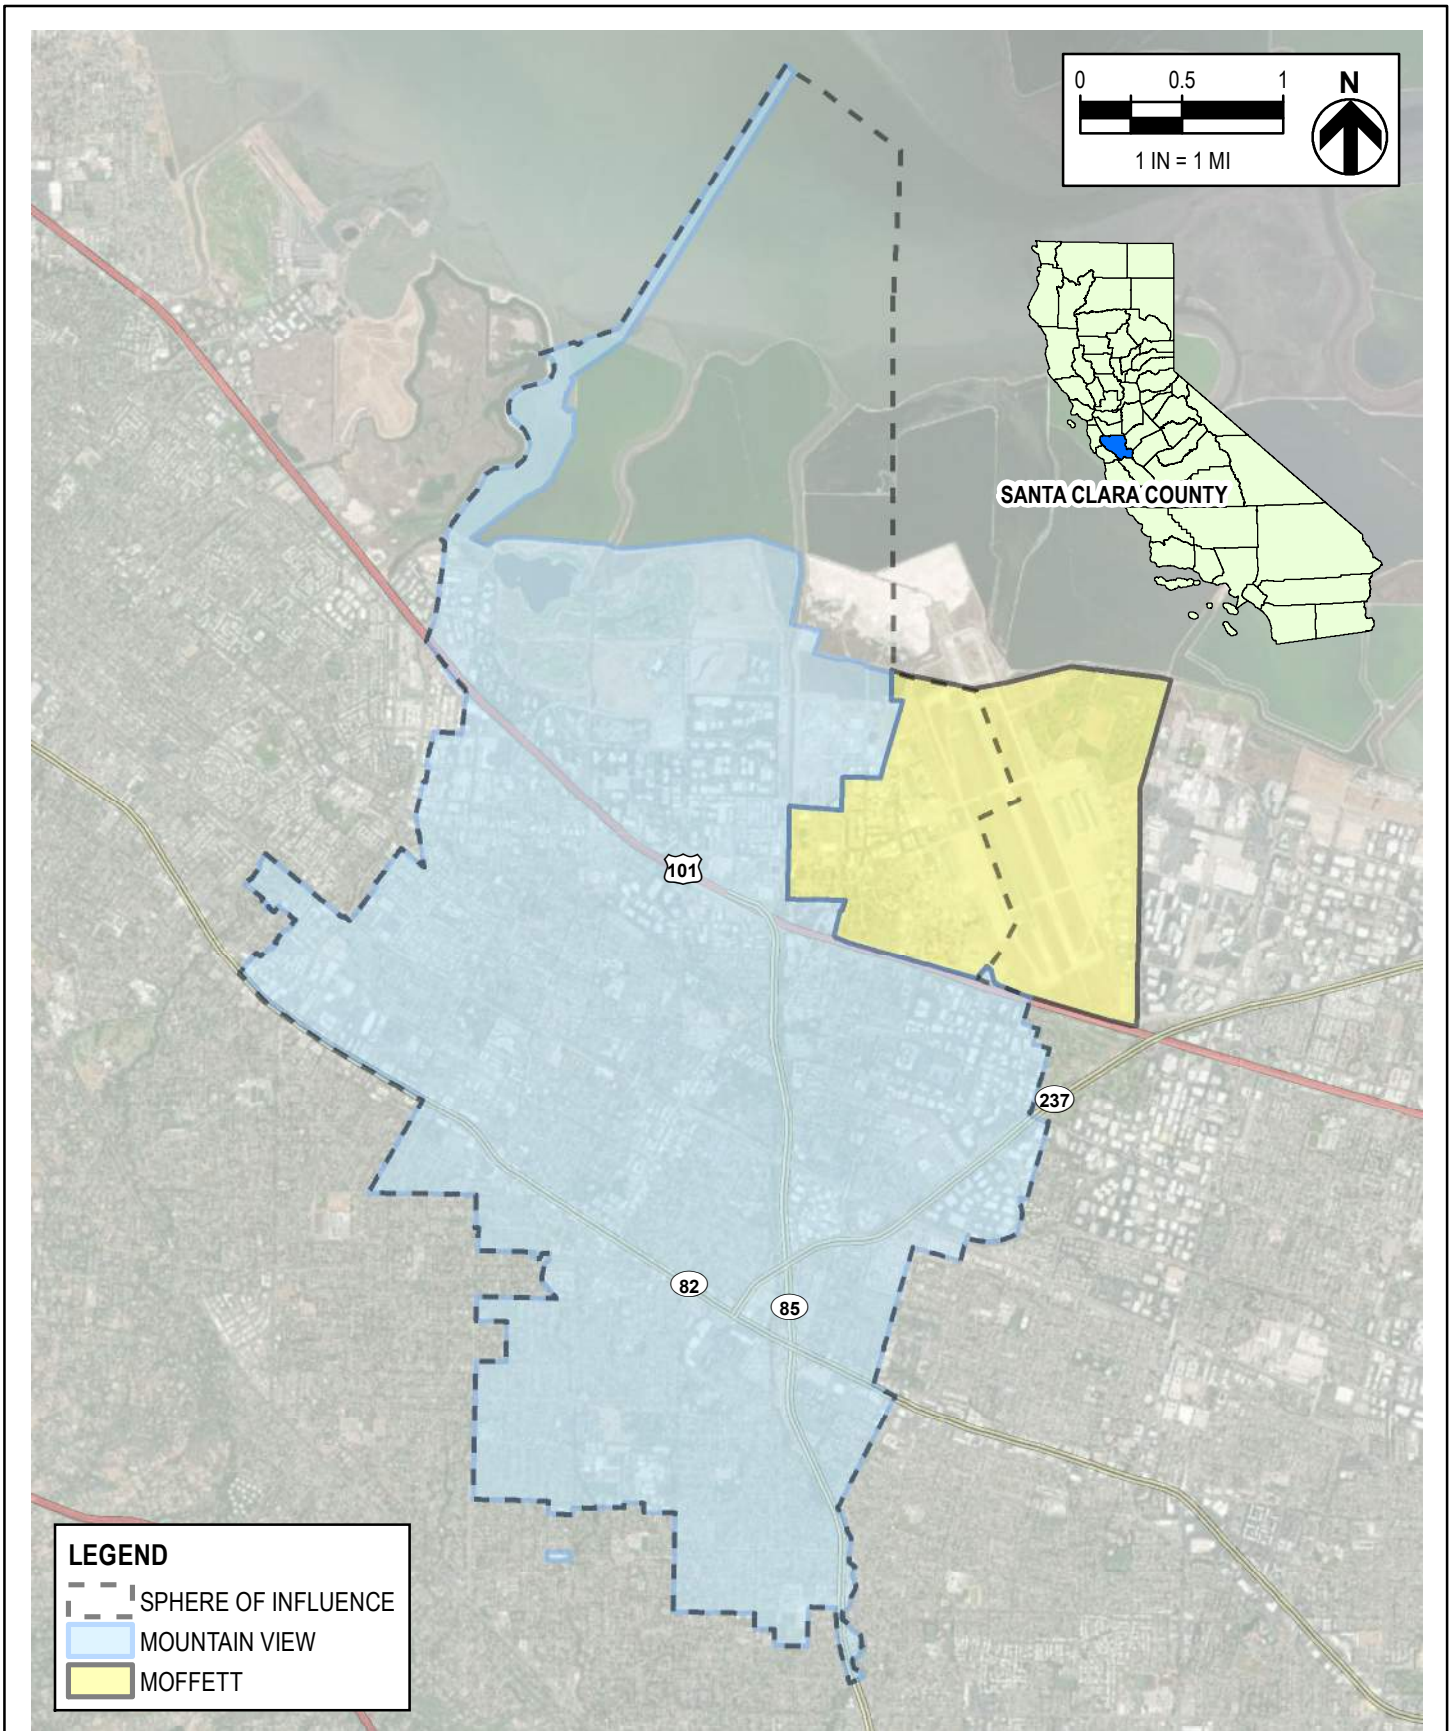 0 0.5 1
1 IN = 1 MI
N
SANTA CLARA COUNTY
101
237
82
85
LEGEND
SPHERE OF INFLUENCE
MOUNTAIN VIEW
MOFFETT